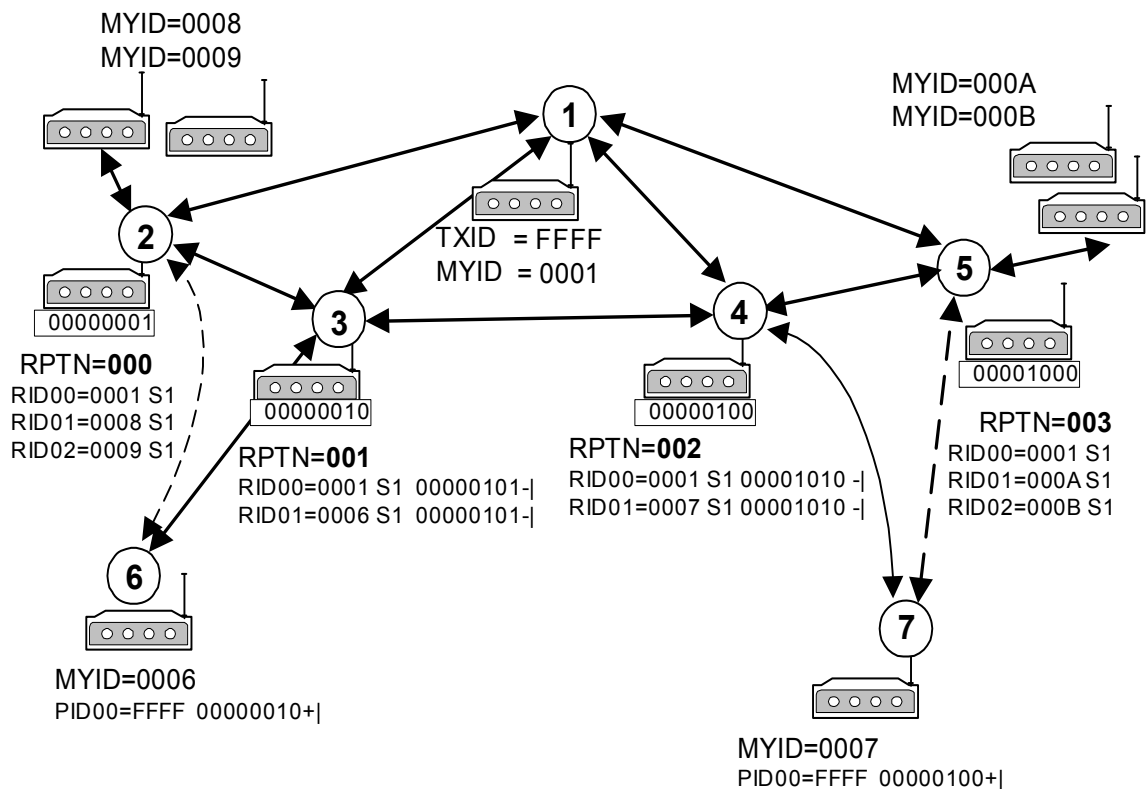 MYID=0008
MYID=0009
MYID=000A
MYID=000B
1
TXID = FFFF
MYID = 0001
2
00000001
RPTN=000
RID00=0001 S1
RID01=0008 S1
RID02=0009 S1
3
00000010
RPTN=001
RID00=0001 S1 00000101-|
RID01=0006 S1 00000101-|
4
00000100
RPTN=002
RID00=0001 S1 00001010 -|
RID01=0007 S1 00001010 -|
5
00001000
RPTN=003
RID00=0001 S1
RID01=000A S1
RID02=000B S1
6
MYID=0006
PID00=FFFF 00000010+|
7
MYID=0007
PID00=FFFF 00000100+|